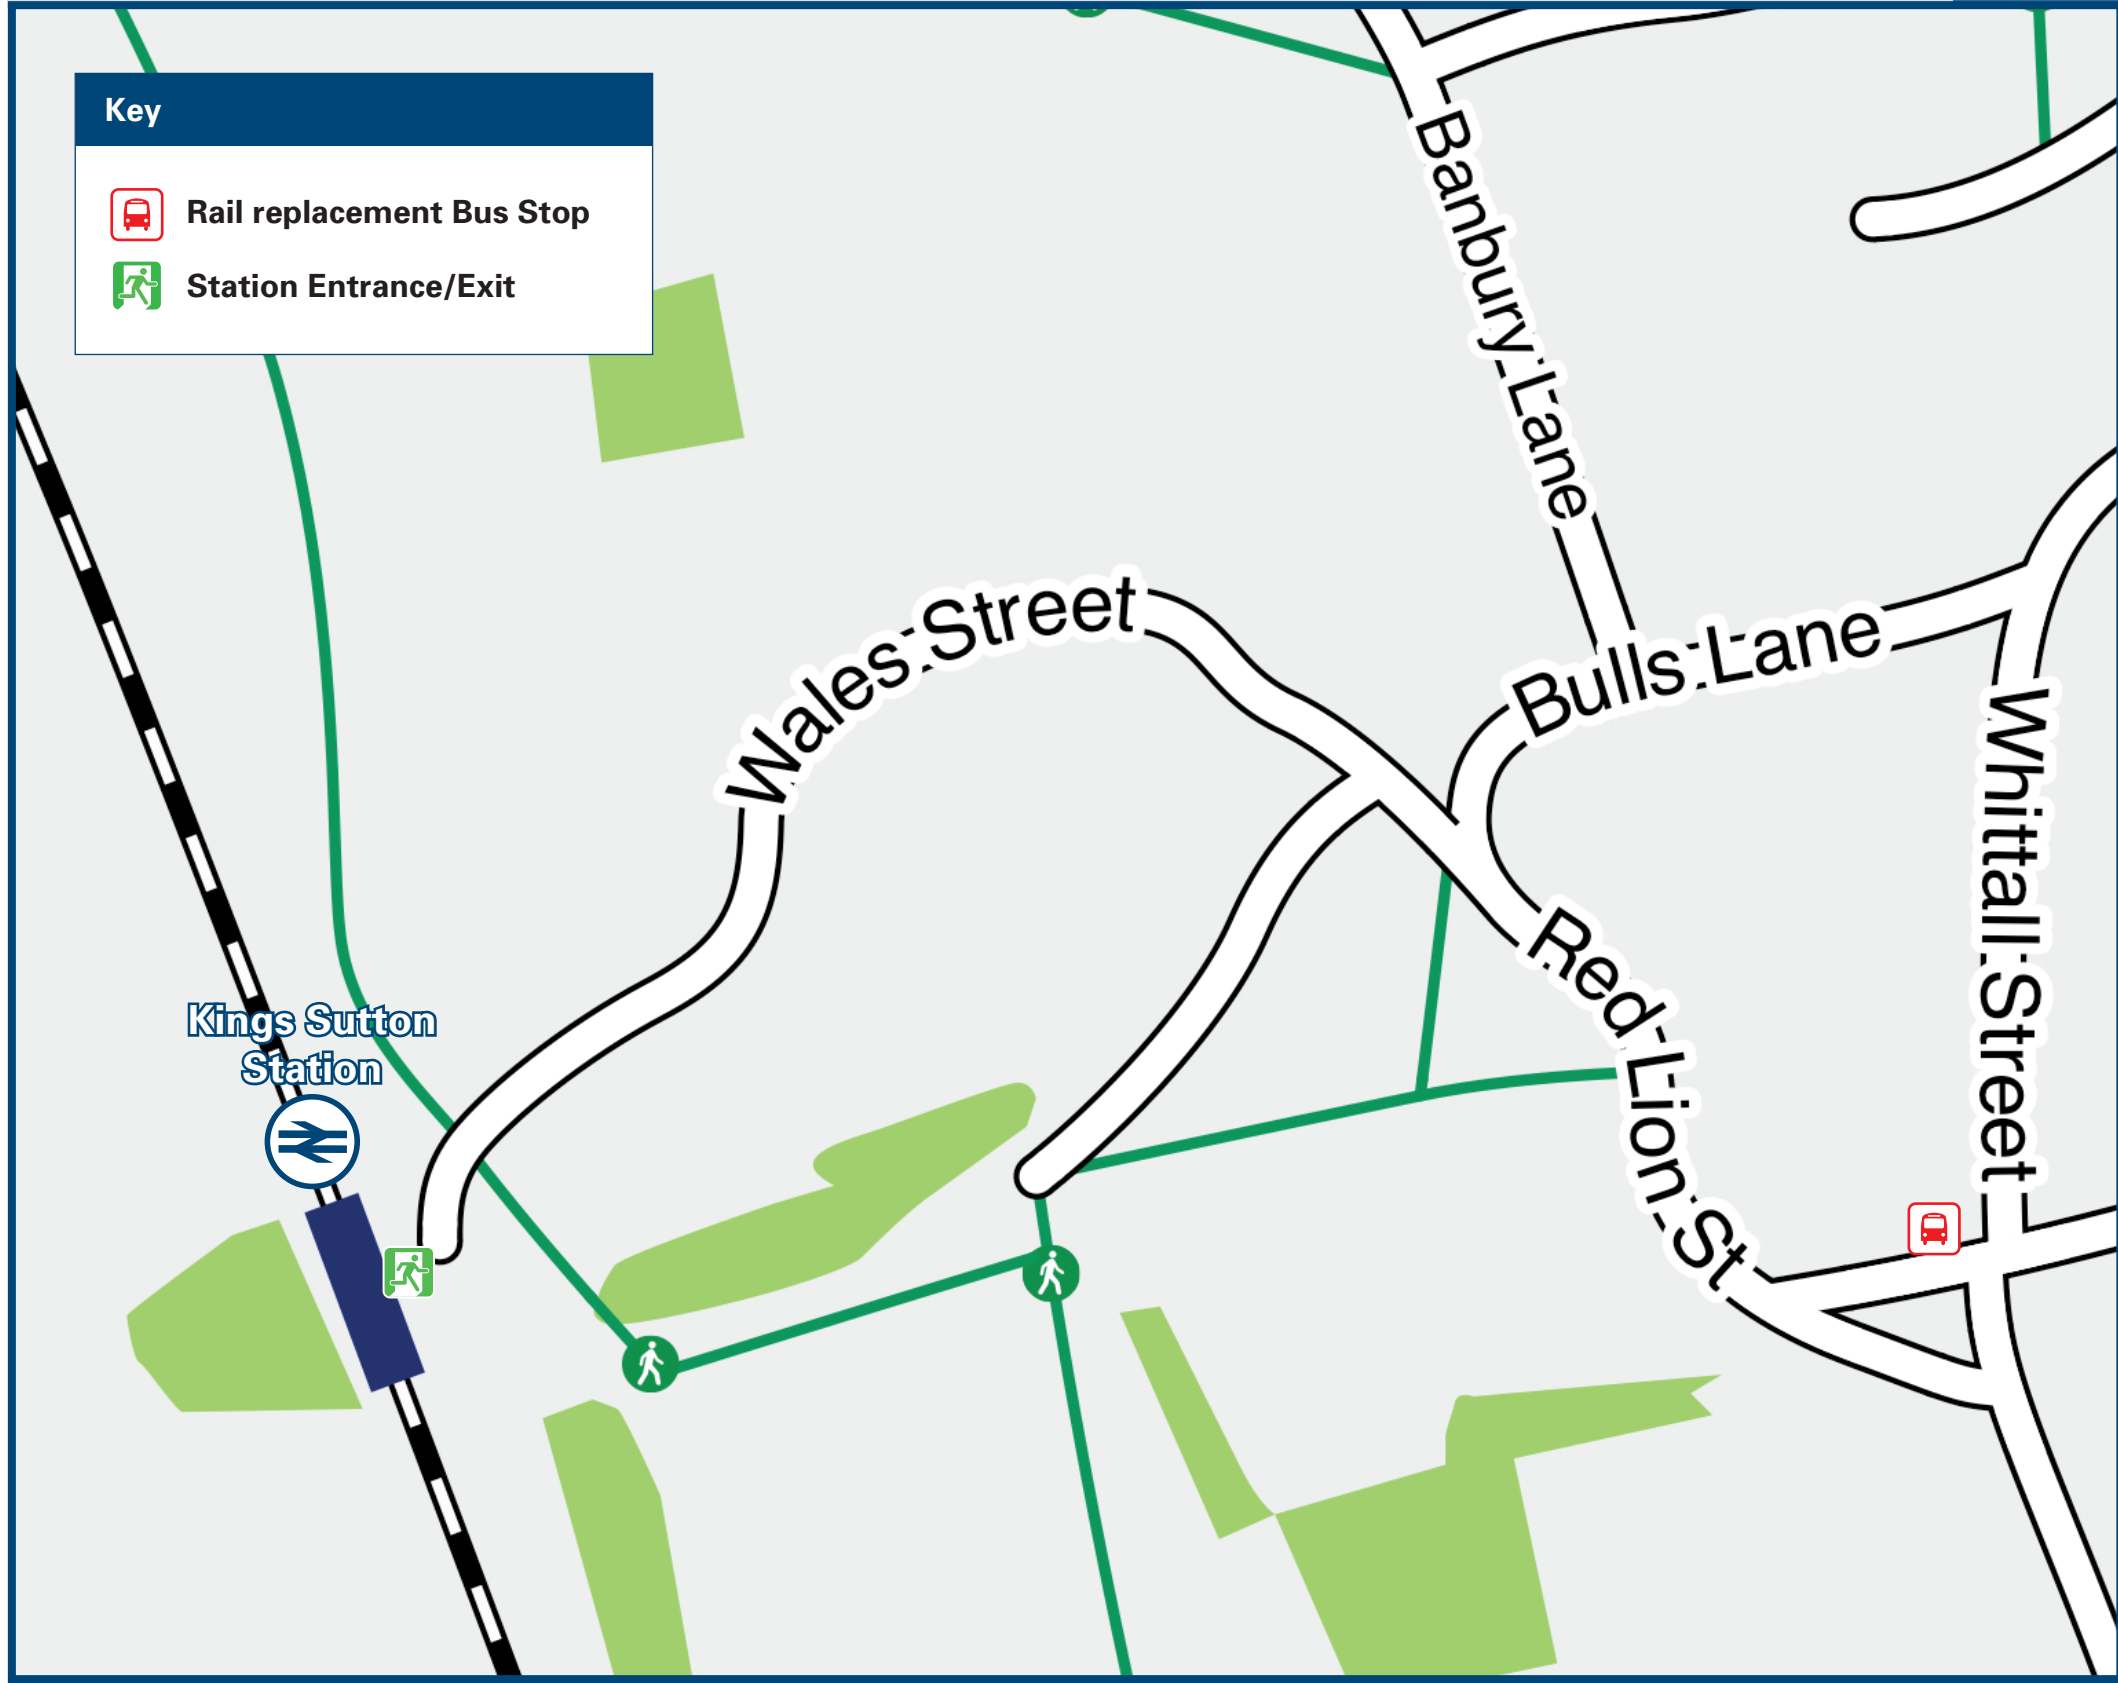 Key
Rail replacement Bus Stop
Station Entrance/Exit
Banbury Lane
Wales Street
Bulls Lane
Whittall Street
Red Lion St
Kings Sutton
Station